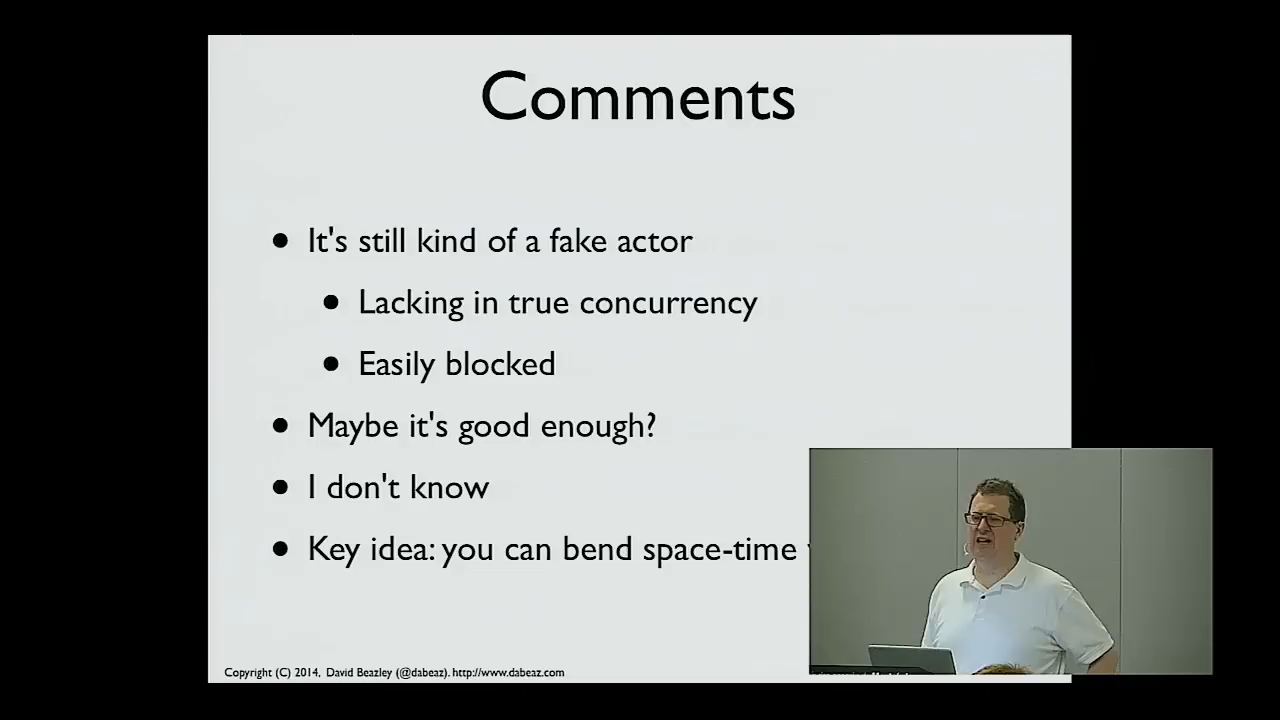 Comments
• It's still kind of a fake actor
• Lacking in true concurrency
• Easily blocked
• Maybe it's good enough?
• I don't know
• Key idea: you can bend space-time
Copyright (C) 2014, David Beazley (@dabeaz). http://www.dabeaz.com